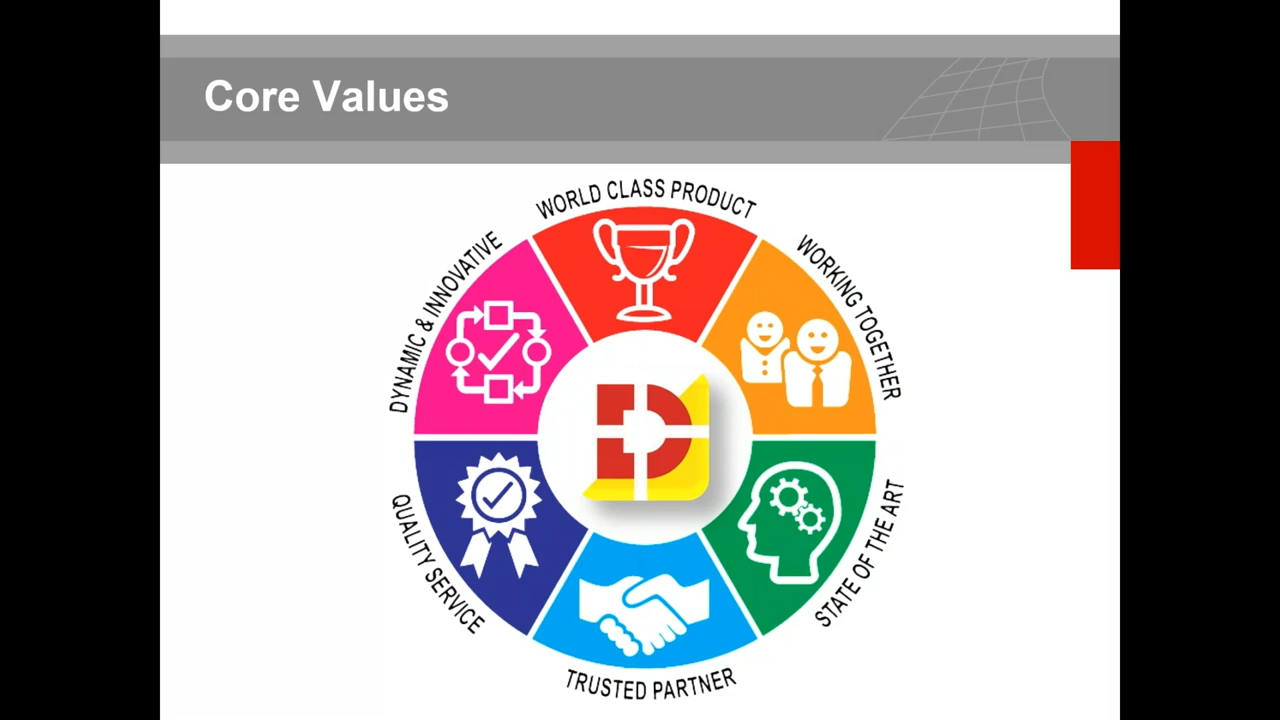 Core Values
WORLD CLASS PRODUCT
WORKING TOGETHER
STATE OF THE ART
TRUSTED PARTNER
QUALITY SERVICE
DYNAMIC & INNOVATIVE
D